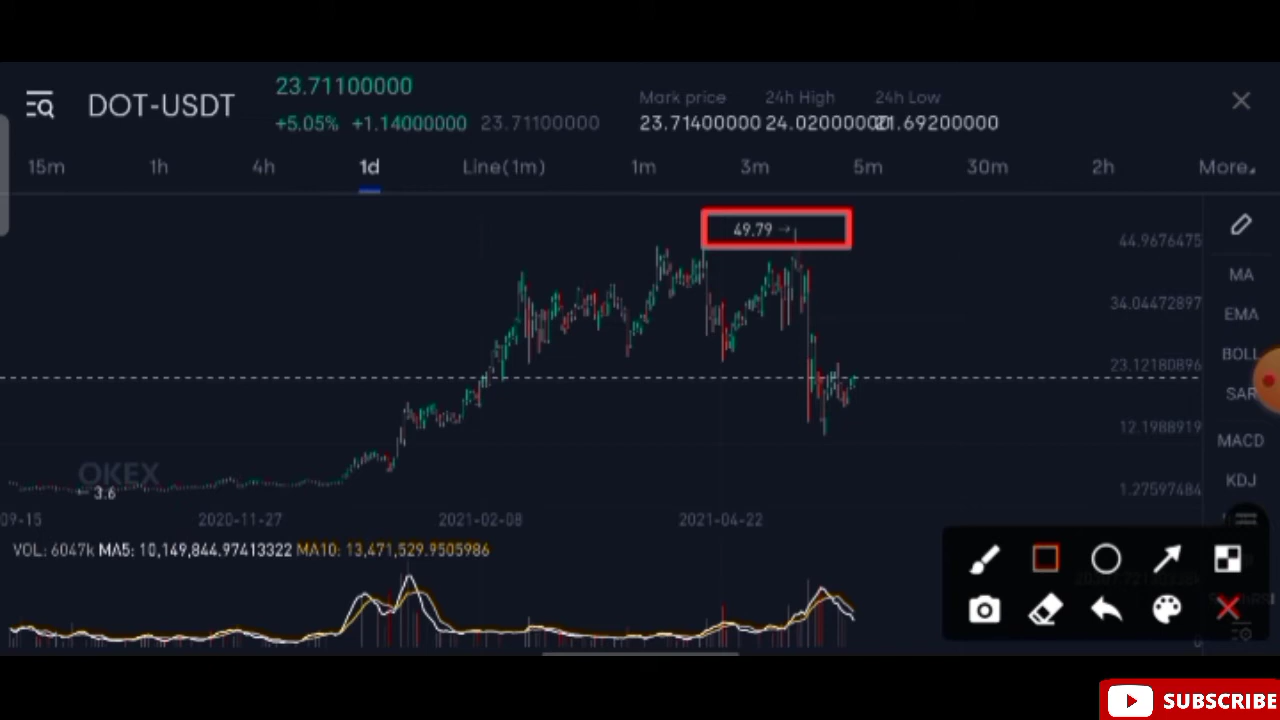 DOT-USDT
23.71100000
+5.05% +1.14000000 23.71100000
Mark price 24h High 24h Low
23.71400000 24.02000000 21.69200000
15m 1h 4h 1d Line(1m) 1m 3m 5m 30m 2h More
49.79 →
44.9676475
34.04472897
23.12180896
12.1988919
1.27597484
MA
EMA
BOLL
SAR
MACD
KDJ
OKEX
← 3.6
09-15 2020-11-27 2021-02-08 2021-04-22
VOL: 6047k MA5: 10,149,844.97413322 MA10: 13,471,529.9505986
0
SUBSCRIBE